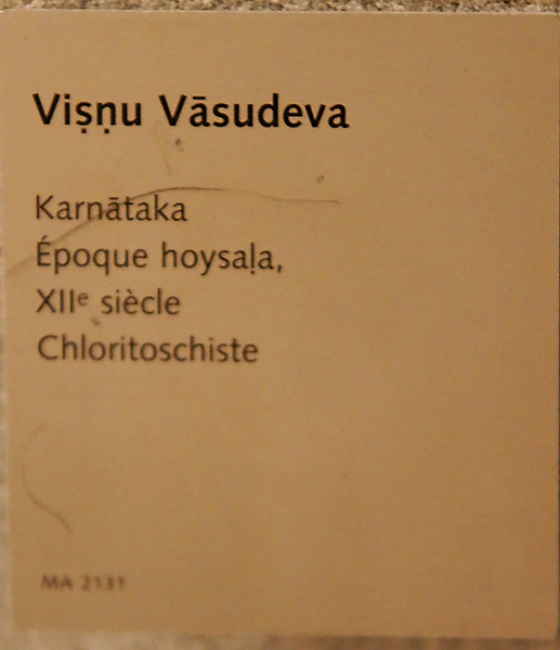 Viṣṇu Vāsudeva
Karnātaka
Époque hoysaḷa,
XIIᵉ siècle
Chloritoschiste
MA 2131